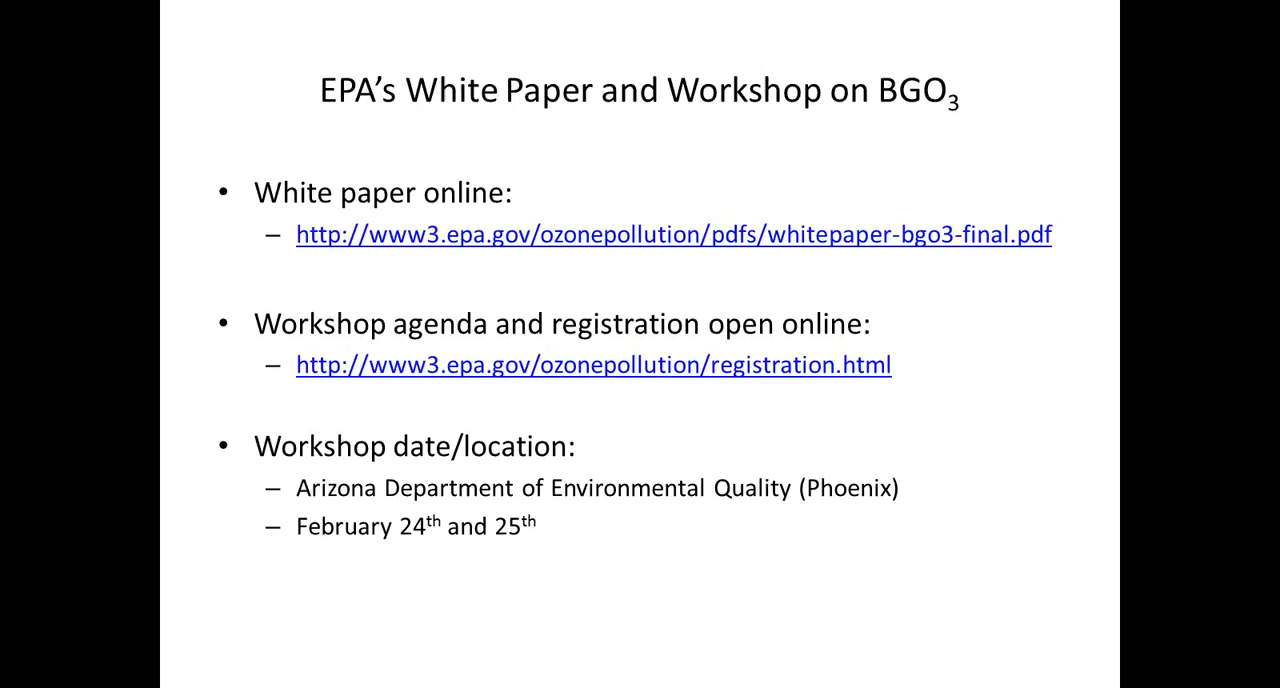 EPA’s White Paper and Workshop on BGO₃
• White paper online:
– http://www3.epa.gov/ozonepollution/pdfs/whitepaper-bgo3-final.pdf
• Workshop agenda and registration open online:
– http://www3.epa.gov/ozonepollution/registration.html
• Workshop date/location:
– Arizona Department of Environmental Quality (Phoenix)
– February 24th and 25th